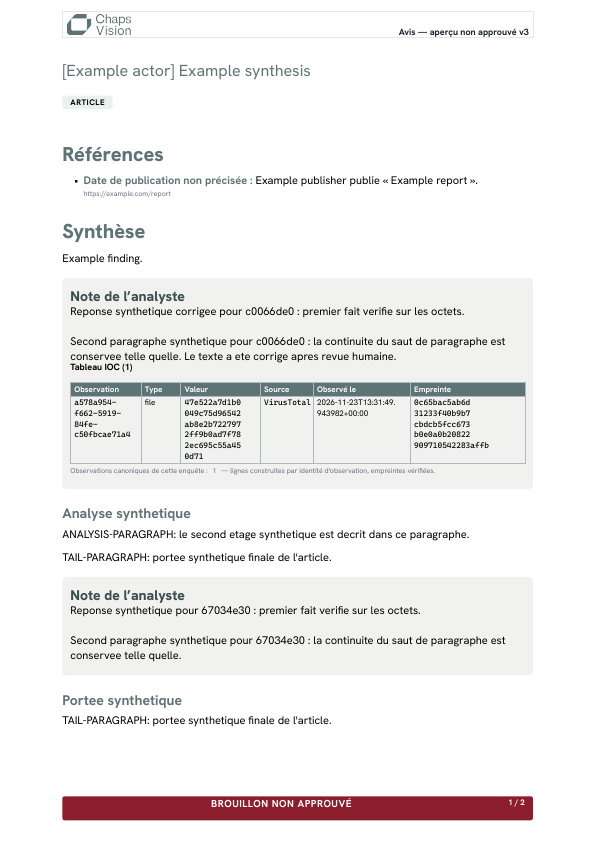 Chaps
Vision
Avis — aperçu non approuvé v3
[Example actor] Example synthesis
ARTICLE
Références
• Date de publication non précisée : Example publisher publie « Example report ».
https://example.com/report
Synthèse
Example finding.
Note de l’analyste
Reponse synthetique corrigee pour c0066de0 : premier fait verifie sur les octets.
Second paragraphe synthetique pour c0066de0 : la continuite du saut de paragraphe est
conservee telle quelle. Le texte a ete corrige apres revue humaine.
Tableau IOC (1)
Observation Type Valeur Source Observé le Empreinte
a578a954- file 47e522a7d1b0 VirusTotal 2026-11-23T13:31:49. 0c65bac5ab6d
f662-5919- 049c75d96542 943982+00:00 31233f40b9b7
84fe- ab8e2b722797 cbdcb5fcc673
c50fbcae71a4 2ff9b0ad7f78 b0e0a0b20822
2ec695c55a45 909710542283affb
0d71
Observations canoniques de cette enquête : 1 — lignes construites par identité d'observation, empreintes vérifiées.
Analyse synthetique
ANALYSIS-PARAGRAPH: le second etage synthetique est decrit dans ce paragraphe.
TAIL-PARAGRAPH: portee synthetique finale de l'article.
Note de l’analyste
Reponse synthetique pour 67034e30 : premier fait verifie sur les octets.
Second paragraphe synthetique pour 67034e30 : la continuite du saut de paragraphe est
conservee telle quelle.
Portee synthetique
TAIL-PARAGRAPH: portee synthetique finale de l'article.
BROUILLON NON APPROUVÉ
1 / 2